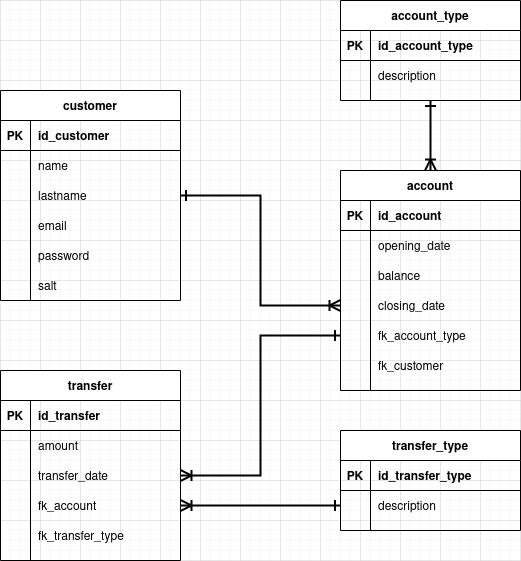 account_type
PK id_account_type
description
customer
PK id_customer
name
lastname
email
password
salt
account
PK id_account
opening_date
balance
closing_date
fk_account_type
fk_customer
transfer
PK id_transfer
amount
transfer_date
fk_account
fk_transfer_type
transfer_type
PK id_transfer_type
description